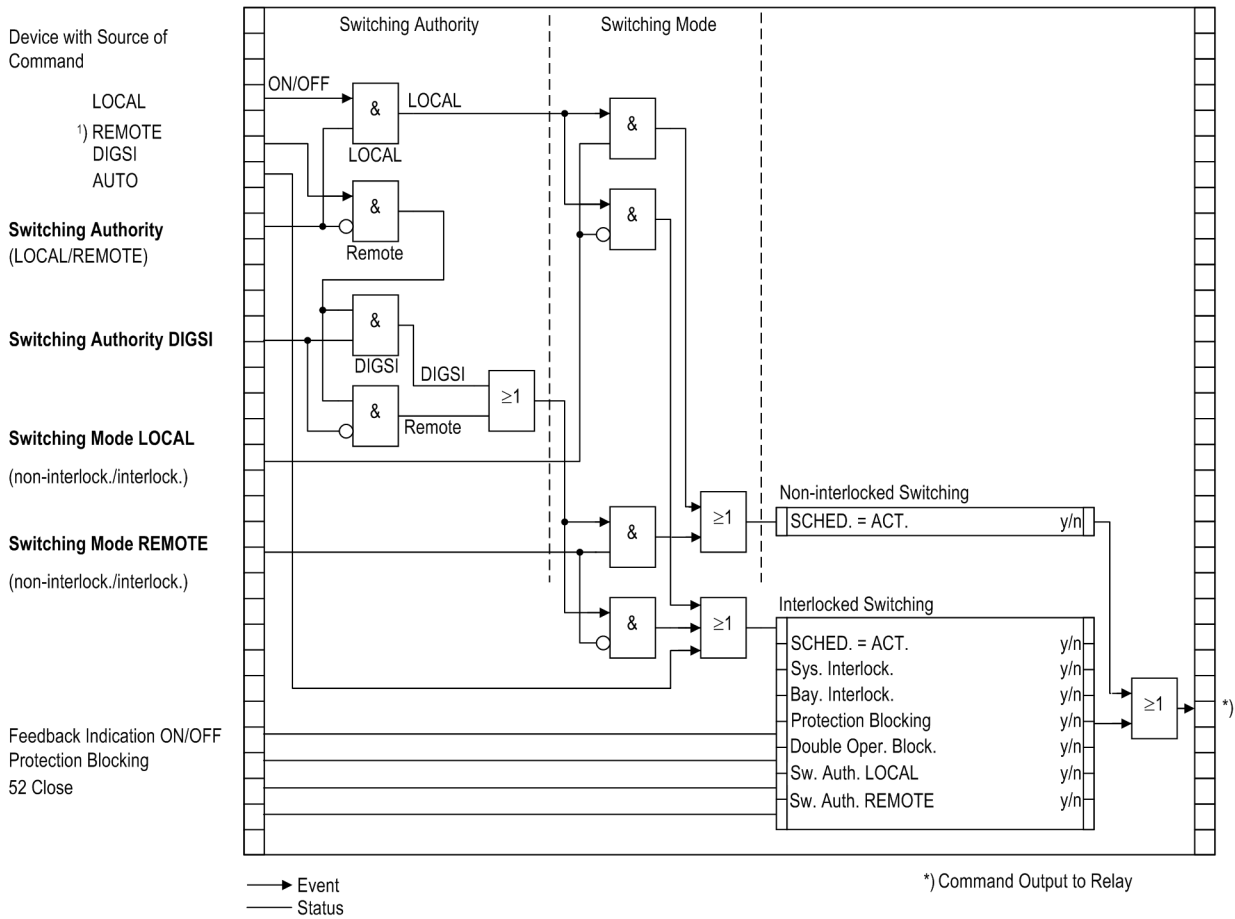 Switching Authority
Switching Mode
Device with Source of
Command
LOCAL
¹) REMOTE
DIGSI
AUTO
Switching Authority
(LOCAL/REMOTE)
Switching Authority DIGSI
Switching Mode LOCAL
(non-interlock./interlock.)
Switching Mode REMOTE
(non-interlock./interlock.)
Feedback Indication ON/OFF
Protection Blocking
52 Close
ON/OFF
&
LOCAL
LOCAL
&
Remote
&
DIGSI
DIGSI
&
Remote
≥1
&
&
&
&
≥1
≥1
Non-interlocked Switching
SCHED. = ACT. y/n
Interlocked Switching
SCHED. = ACT. y/n
Sys. Interlock. y/n
Bay. Interlock. y/n
Protection Blocking y/n
Double Oper. Block. y/n
Sw. Auth. LOCAL y/n
Sw. Auth. REMOTE y/n
≥1
*)
Event
Status
*) Command Output to Relay